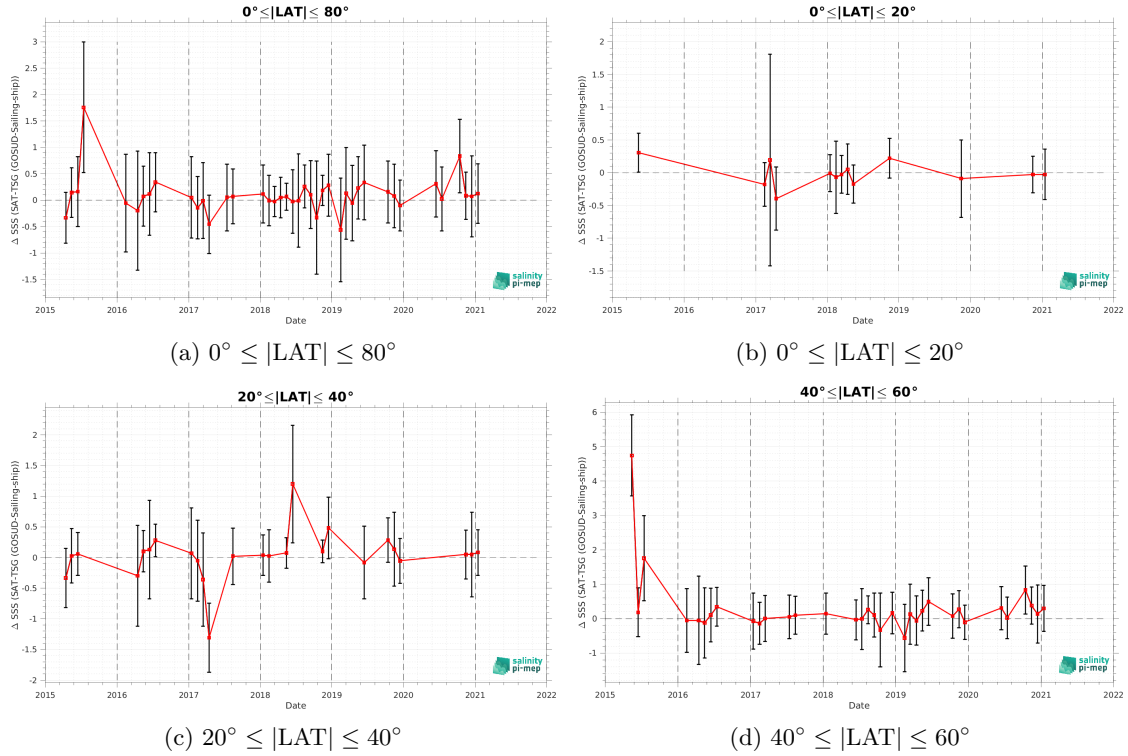 0°≤|LAT|≤ 80°
Δ SSS (SAT-TSG (GOSUD-Sailing-ship))
3
2.5
2
1.5
1
0.5
0
-0.5
-1
-1.5
2015 2016 2017 2018 2019 2020 2021 2022
Date
salinity
pi-mep
(a) 0° ≤ |LAT| ≤ 80°
0°≤|LAT|≤ 20°
Δ SSS (SAT-TSG (GOSUD-Sailing-ship))
2
1.5
1
0.5
0
-0.5
-1
-1.5
2015 2016 2017 2018 2019 2020 2021 2022
Date
salinity
pi-mep
(b) 0° ≤ |LAT| ≤ 20°
20°≤|LAT|≤ 40°
Δ SSS (SAT-TSG (GOSUD-Sailing-ship))
2
1.5
1
0.5
0
-0.5
-1
-1.5
-2
2015 2016 2017 2018 2019 2020 2021 2022
Date
salinity
pi-mep
(c) 20° ≤ |LAT| ≤ 40°
40°≤|LAT|≤ 60°
Δ SSS (SAT-TSG (GOSUD-Sailing-ship))
6
5
4
3
2
1
0
-1
2015 2016 2017 2018 2019 2020 2021 2022
Date
salinity
pi-mep
(d) 40° ≤ |LAT| ≤ 60°